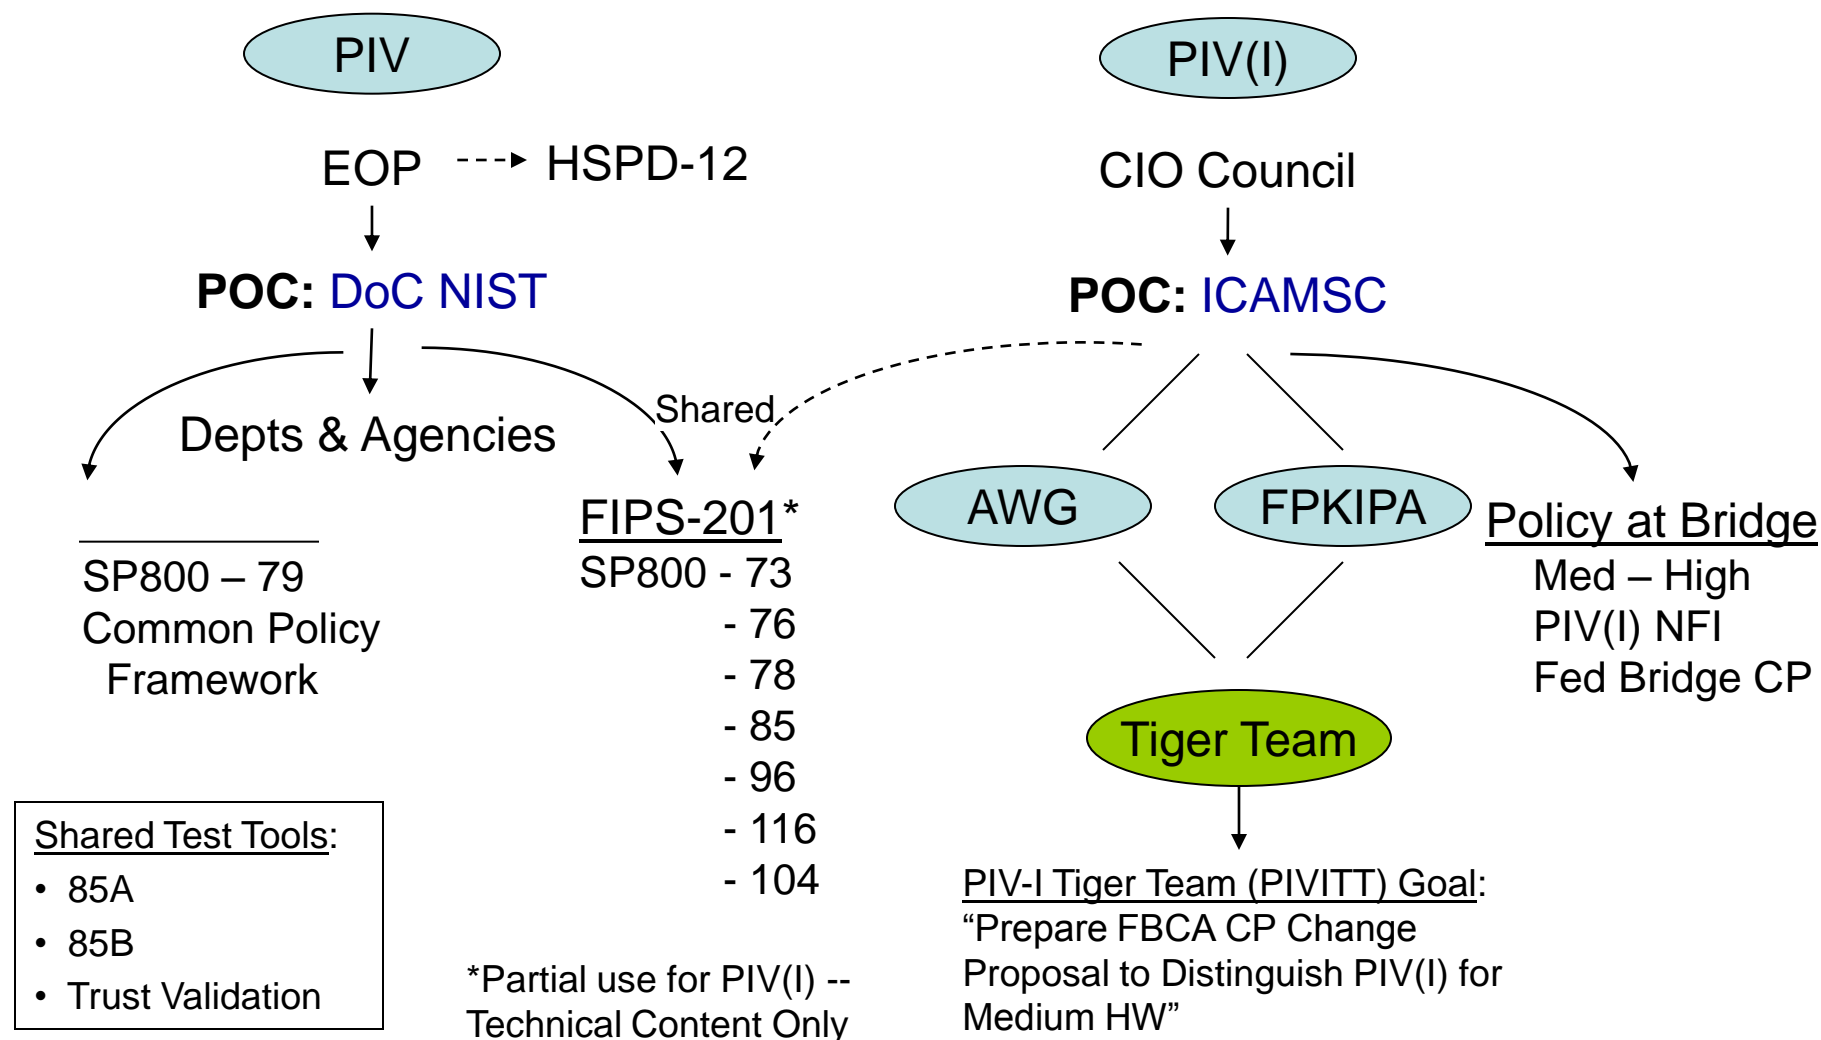 PIV
PIV(I)
EOP
HSPD-12
CIO Council
POC: DoC NIST
POC: ICAMSC
Depts & Agencies
Shared
SP800 – 79
Common Policy
Framework
FIPS-201*
SP800 - 73
- 76
- 78
- 85
- 96
- 116
- 104
AWG
FPKIPA
Policy at Bridge
Med – High
PIV(I) NFI
Fed Bridge CP
Tiger Team
Shared Test Tools:
• 85A
• 85B
• Trust Validation
*Partial use for PIV(I) --
Technical Content Only
PIV-I Tiger Team (PIVITT) Goal:
“Prepare FBCA CP Change
Proposal to Distinguish PIV(I) for
Medium HW”